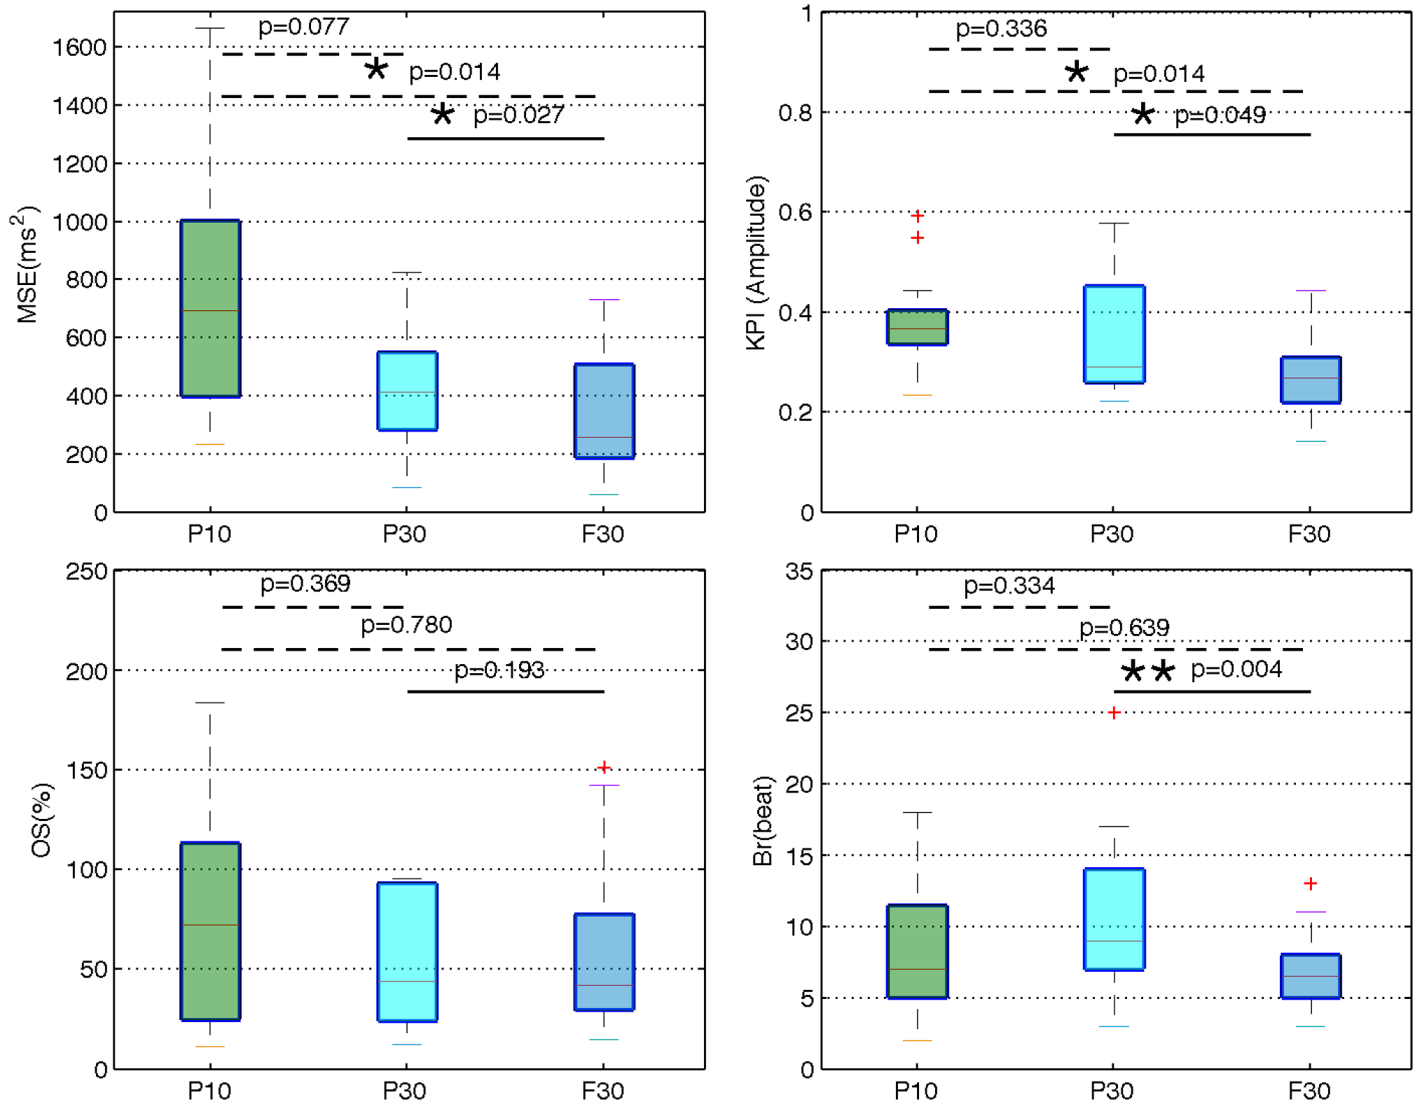 p=0.077
p=0.014
p=0.027
1600
1400
1200
1000
800
600
400
200
0
MSE(ms²)
P10 P30 F30
p=0.336
p=0.014
p=0.049
1
0.8
0.6
0.4
0.2
0
KPI (Amplitude)
P10 P30 F30
p=0.369
p=0.780
p=0.193
250
200
150
100
50
0
OS(%)
P10 P30 F30
p=0.334
p=0.639
p=0.004
35
30
25
20
15
10
5
0
Br(beat)
P10 P30 F30